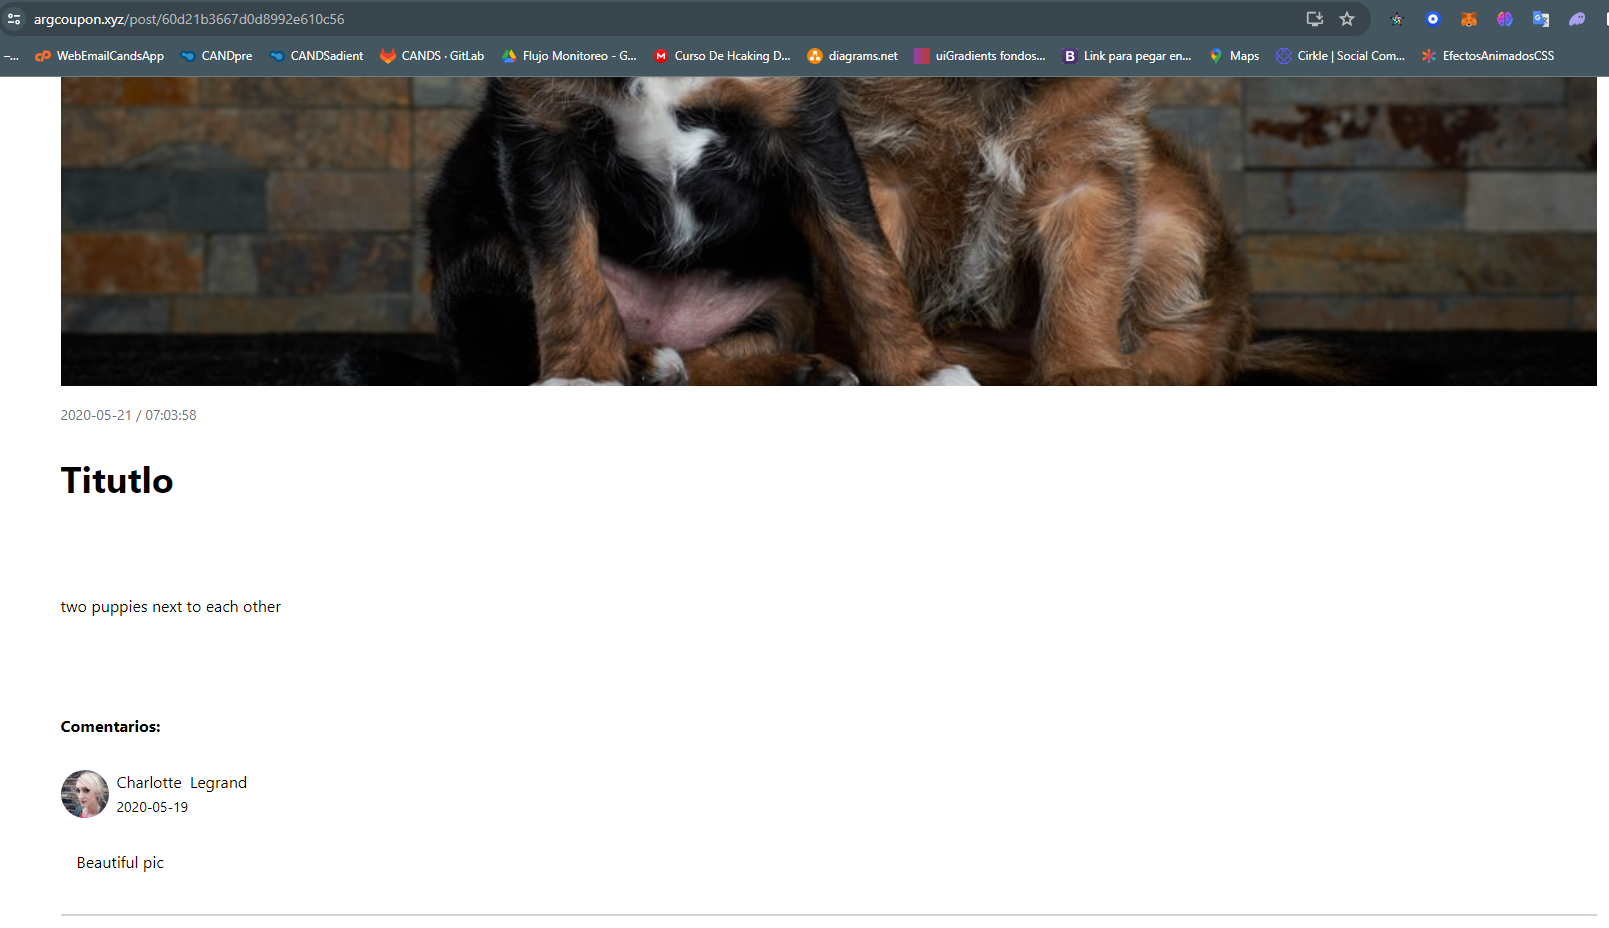 argcoupon.xyz/post/60d21b3667d0d8992e610c56
–... WebEmailCandsApp CANDpre CANDSadient CANDS · GitLab Flujo Monitoreo - G... Curso De Hcaking D... diagrams.net uiGradients fondos... Link para pegar en... Maps Cirkle | Social Com... EfectosAnimadosCSS
2020-05-21 / 07:03:58
Titutlo
two puppies next to each other
Comentarios:
Charlotte Legrand
2020-05-19
Beautiful pic